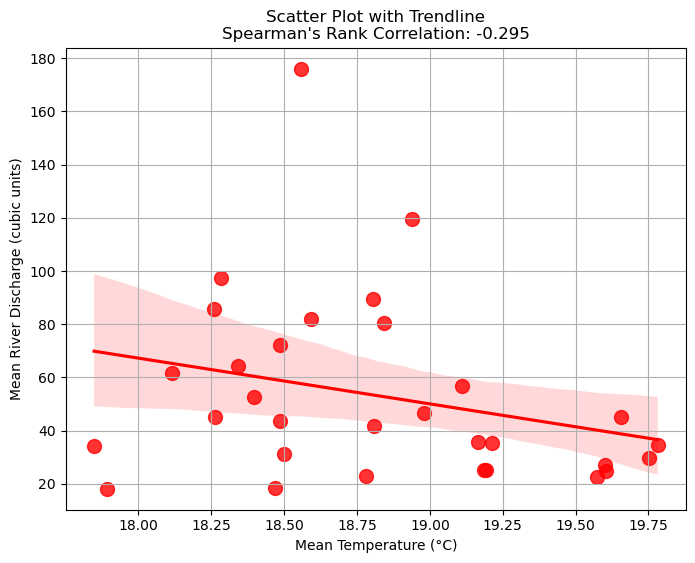 Scatter Plot with Trendline
Spearman's Rank Correlation: -0.295
Mean River Discharge (cubic units)
180
160
140
120
100
80
60
40
20
18.00 18.25 18.50 18.75 19.00 19.25 19.50 19.75
Mean Temperature (°C)